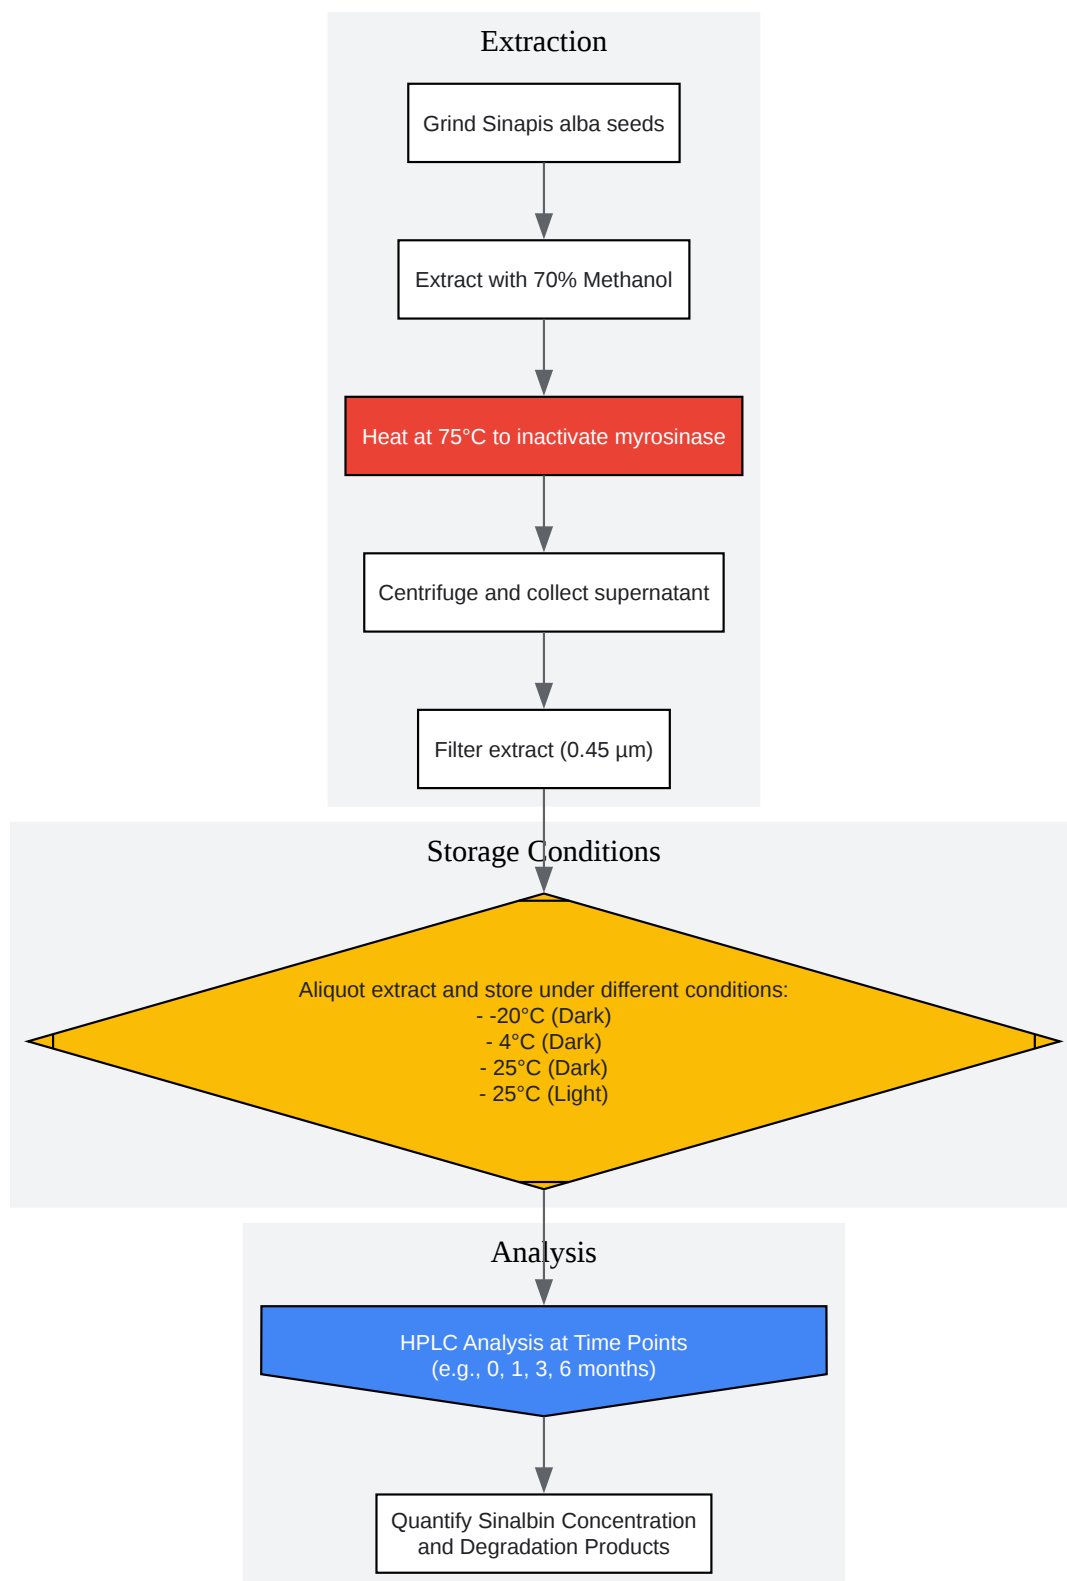 Extraction
Grind Sinapis alba seeds
Extract with 70% Methanol
Heat at 75°C to inactivate myrosinase
Centrifuge and collect supernatant
Filter extract (0.45 µm)
Storage Conditions
Aliquot extract and store under different conditions:
- -20°C (Dark)
- 4°C (Dark)
- 25°C (Dark)
- 25°C (Light)
Analysis
HPLC Analysis at Time Points
(e.g., 0, 1, 3, 6 months)
Quantify Sinalbin Concentration
and Degradation Products